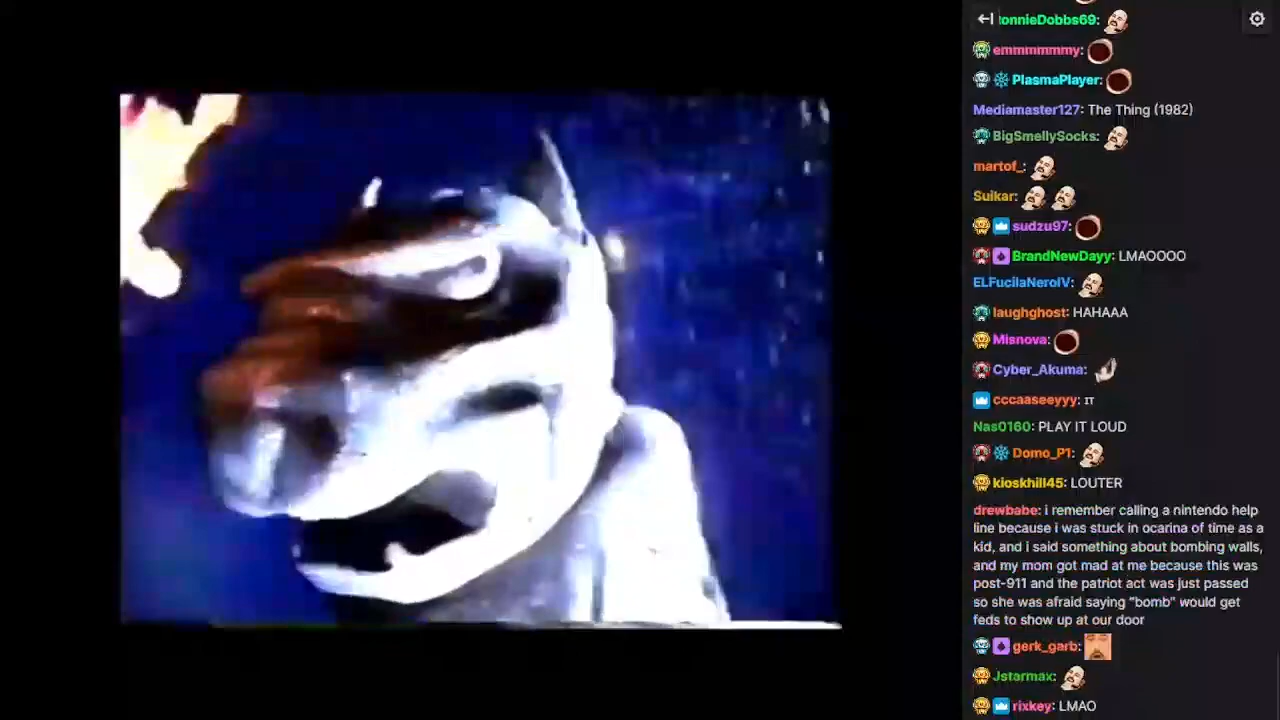 onnieDobbs69:
emmmmmmy:
PlasmaPlayer:
Mediamaster127: The Thing (1982)
BigSmellySocks:
martof_:
Suikar:
sudzu97:
BrandNewDayy: LMAOOOO
ELFucilaNeroIV:
laughghost: HAHAAA
Misnova:
Cyber_Akuma:
cccaaseeyyy: IT
Nas0160: PLAY IT LOUD
Domo_P1:
kioskhill45: LOUTER
drewbabe: i remember calling a nintendo help
line because i was stuck in ocarina of time as a
kid, and i said something about bombing walls,
and my mom got mad at me because this was
post-911 and the patriot act was just passed
so she was afraid saying "bomb" would get
feds to show up at our door
gerk_garb:
Jstarmax:
rixkey: LMAO